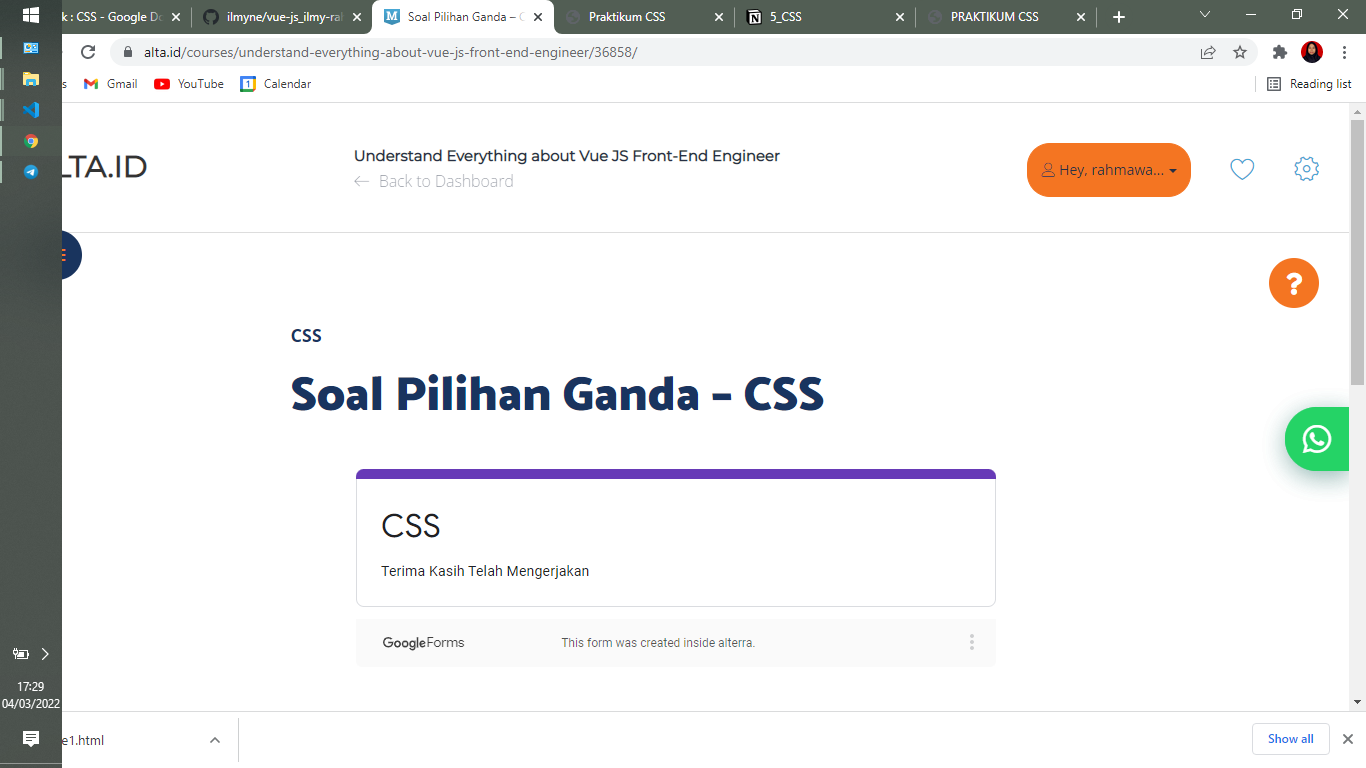 k : CSS - Google Do
ilmyne/vue-js_ilmy-ral
Soal Pilihan Ganda – C
Praktikum CSS
5_CSS
PRAKTIKUM CSS
alta.id/courses/understand-everything-about-vue-js-front-end-engineer/36858/
s
Gmail
YouTube
Calendar
Reading list
LTA.ID
Understand Everything about Vue JS Front-End Engineer
← Back to Dashboard
Hey, rahmawa...
?
CSS
Soal Pilihan Ganda – CSS
CSS
Terima Kasih Telah Mengerjakan
Google Forms
This form was created inside alterra.
17:29
04/03/2022
e1.html
Show all